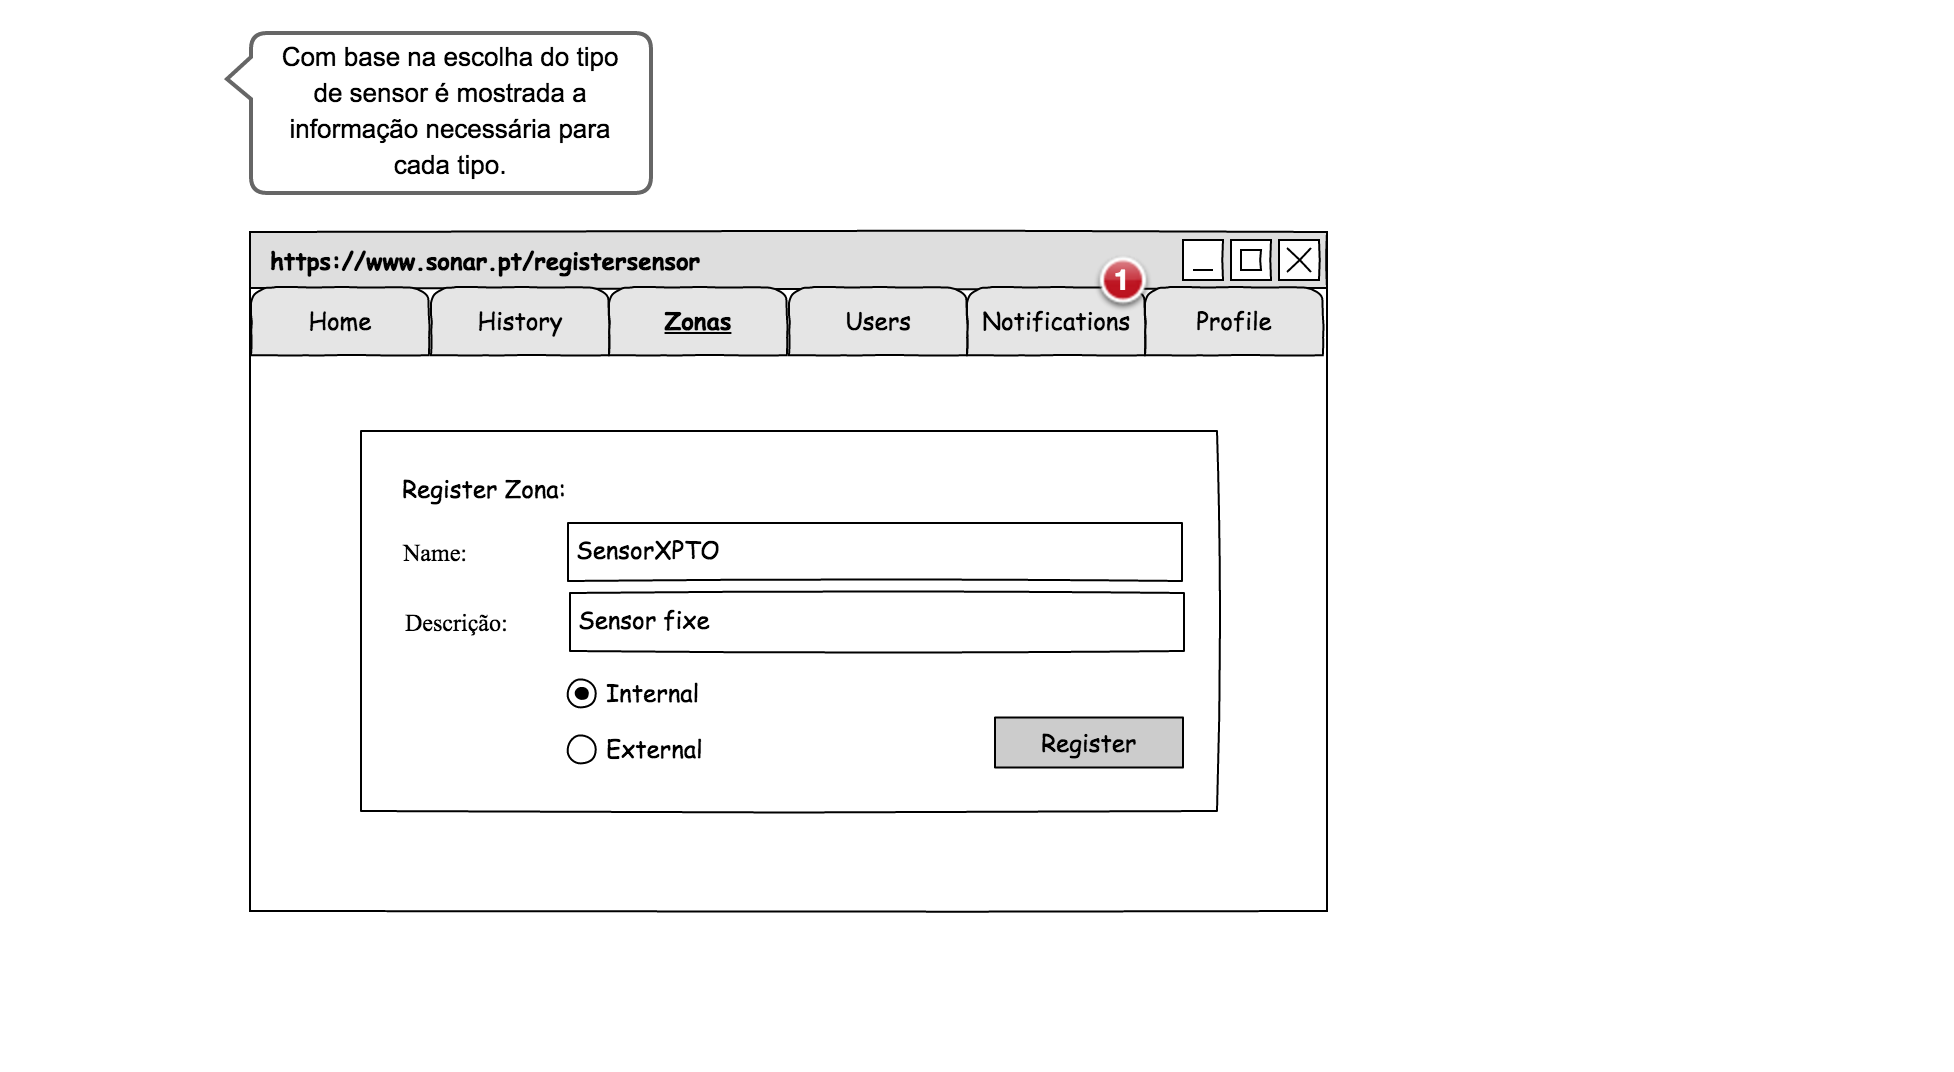 Com base na escolha do tipo
de sensor é mostrada a
informação necessária para
cada tipo.
https://www.sonar.pt/registersensor
1
Home History Zonas Users Notifications Profile
Register Zona:
Name: SensorXPTO
Descrição: Sensor fixe
Internal
External
Register